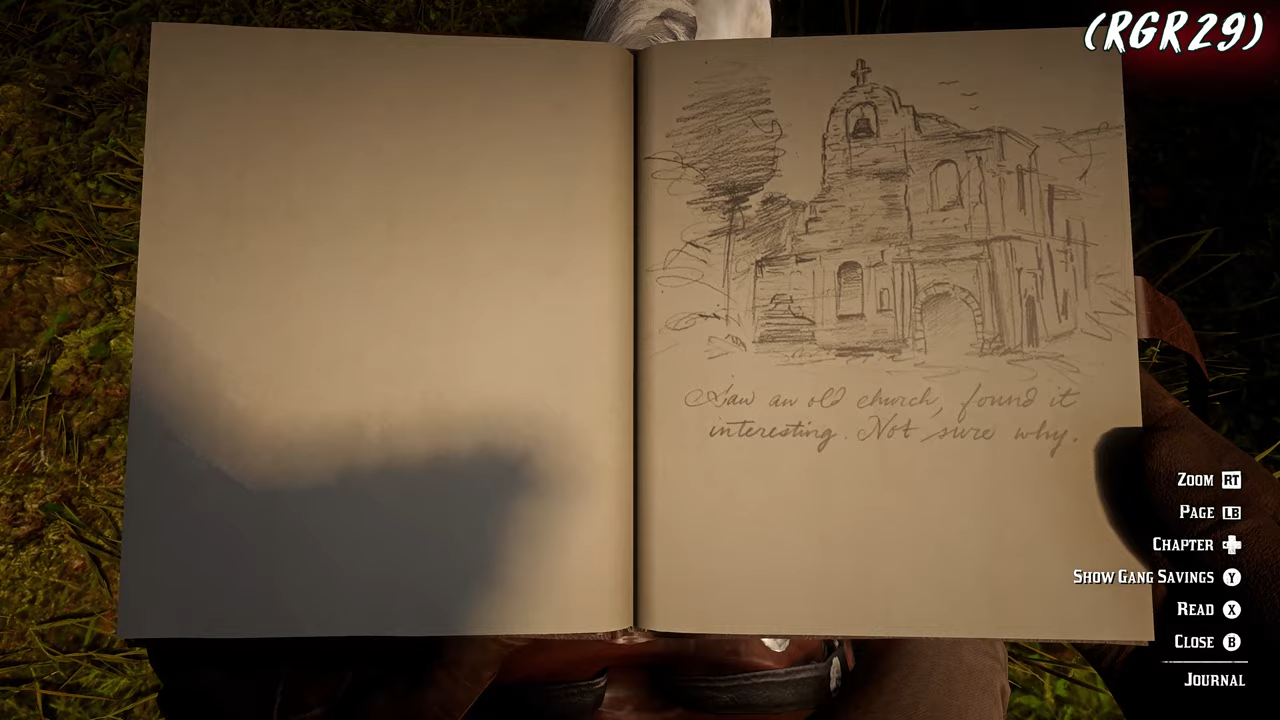 (RGR29)
Saw an old church, found it
interesting. Not sure why.
Zoom RT
Page LB
Chapter
Show Gang Savings Y
Read X
Close B
Journal